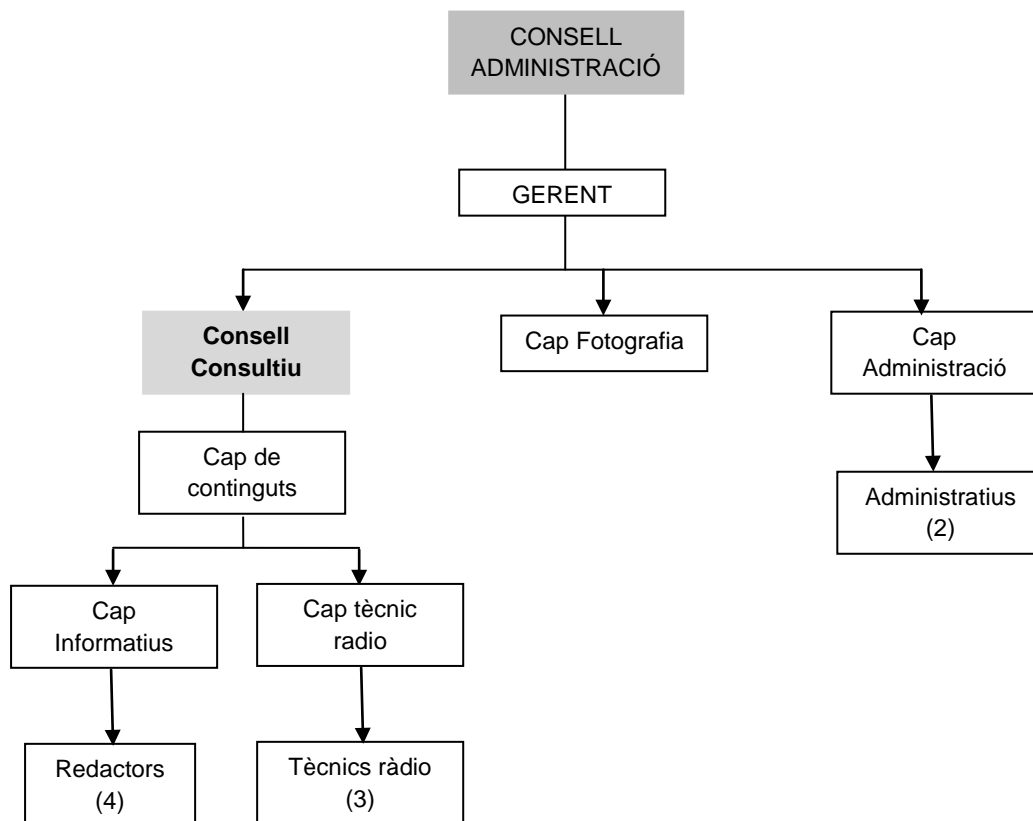 CONSELL
ADMINISTRACIÓ
GERENT
Consell
Consultiu
Cap Fotografia
Cap
Administració
Cap de
continguts
Administratius
(2)
Cap
Informatius
Cap tècnic
radio
Redactors
(4)
Tècnics ràdio
(3)